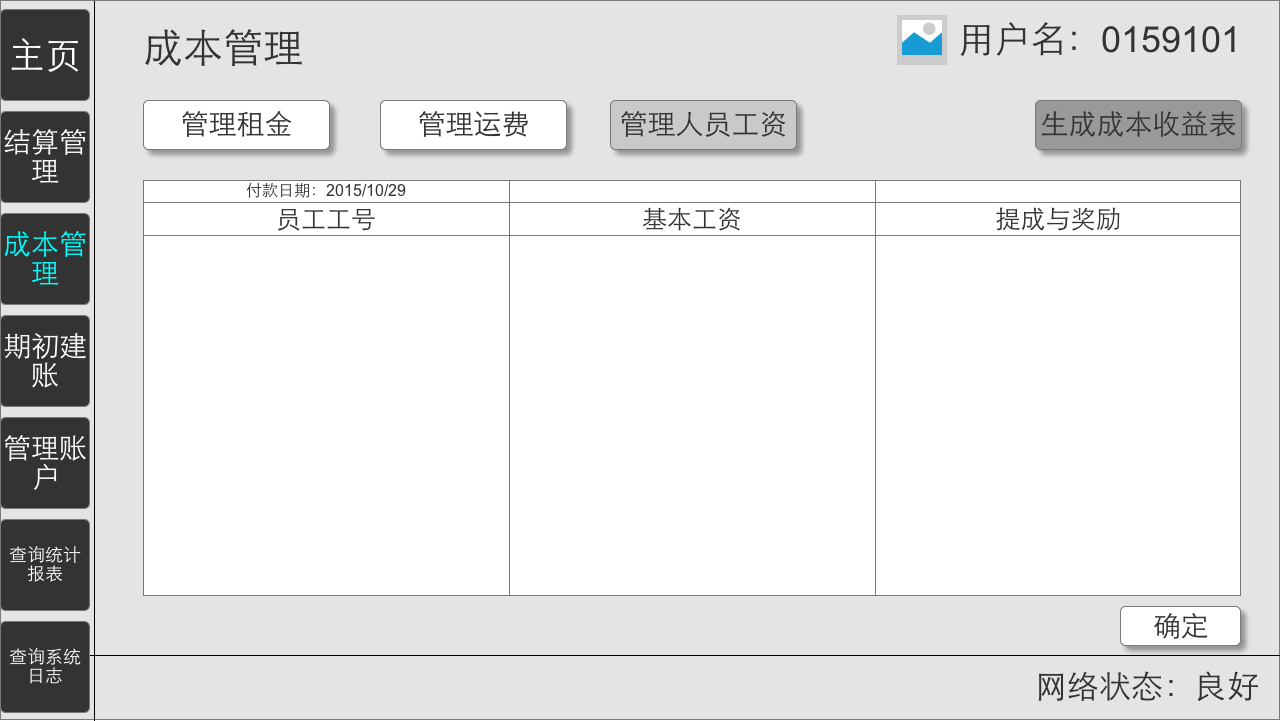 主页
结算管
理
成本管
理
期初建
账
管理账
户
查询统计
报表
查询系统
日志
成本管理
用户名：0159101
管理租金
管理运费
管理人员工资
生成成本收益表
付款日期：2015/10/29
员工工号
基本工资
提成与奖励
确定
网络状态：良好